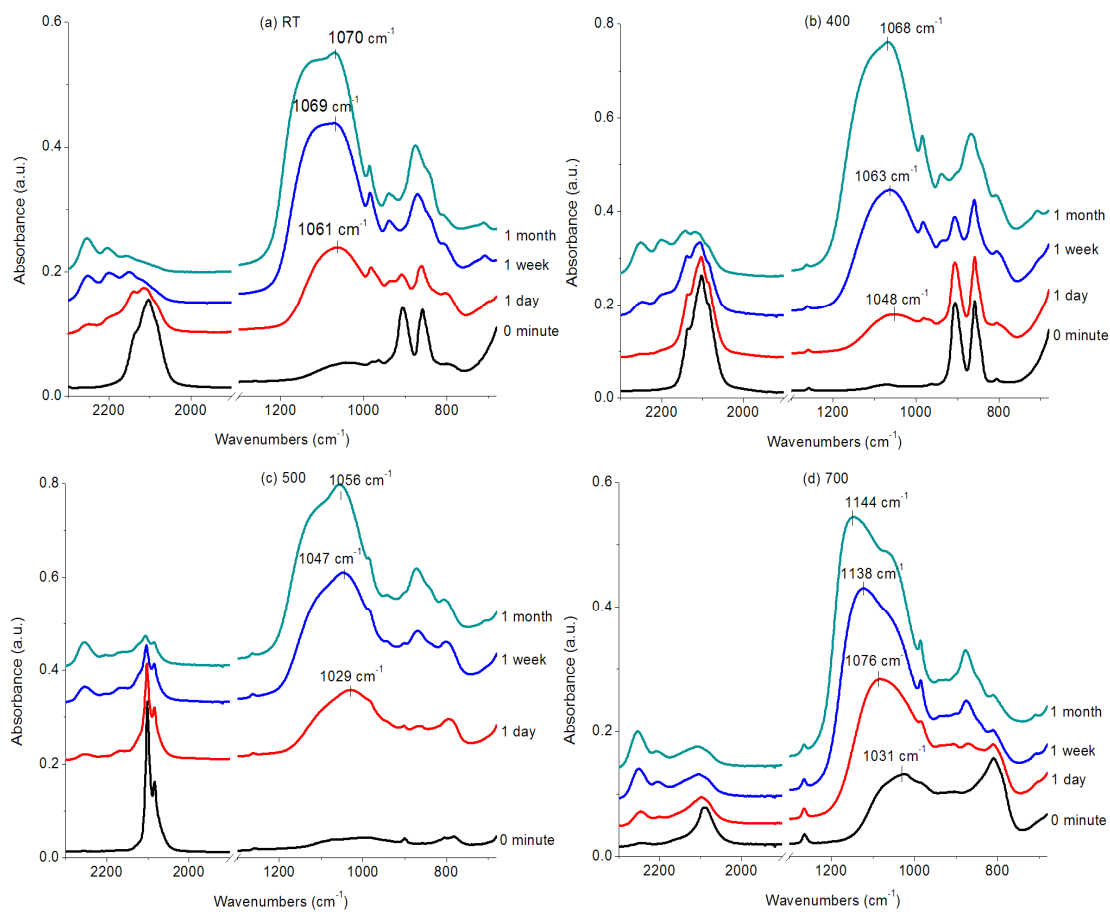 (a) RT
0.6
0.4
0.2
0.0
Absorbance (a.u.)
1070 cm-1
1069 cm-1
1061 cm-1
1 month
1 week
1 day
0 minute
2200 2000 1200 1000 800
Wavenumbers (cm-1)
(b) 400
0.8
0.6
0.4
0.2
0.0
Absorbance (a.u.)
1068 cm-1
1063 cm-1
1048 cm-1
1 month
1 week
1 day
0 minute
2200 2000 1200 1000 800
Wavenumbers (cm-1)
(c) 500
0.8
0.6
0.4
0.2
0.0
Absorbance (a.u.)
1056 cm-1
1047 cm-1
1029 cm-1
1 month
1 week
1 day
0 minute
2200 2000 1200 1000 800
Wavenumbers (cm-1)
(d) 700
0.6
0.4
0.2
0.0
Absorbance (a.u.)
1144 cm-1
1138 cm-1
1076 cm-1
1031 cm-1
1 month
1 week
1 day
0 minute
2200 2000 1200 1000 800
Wavenumbers (cm-1)